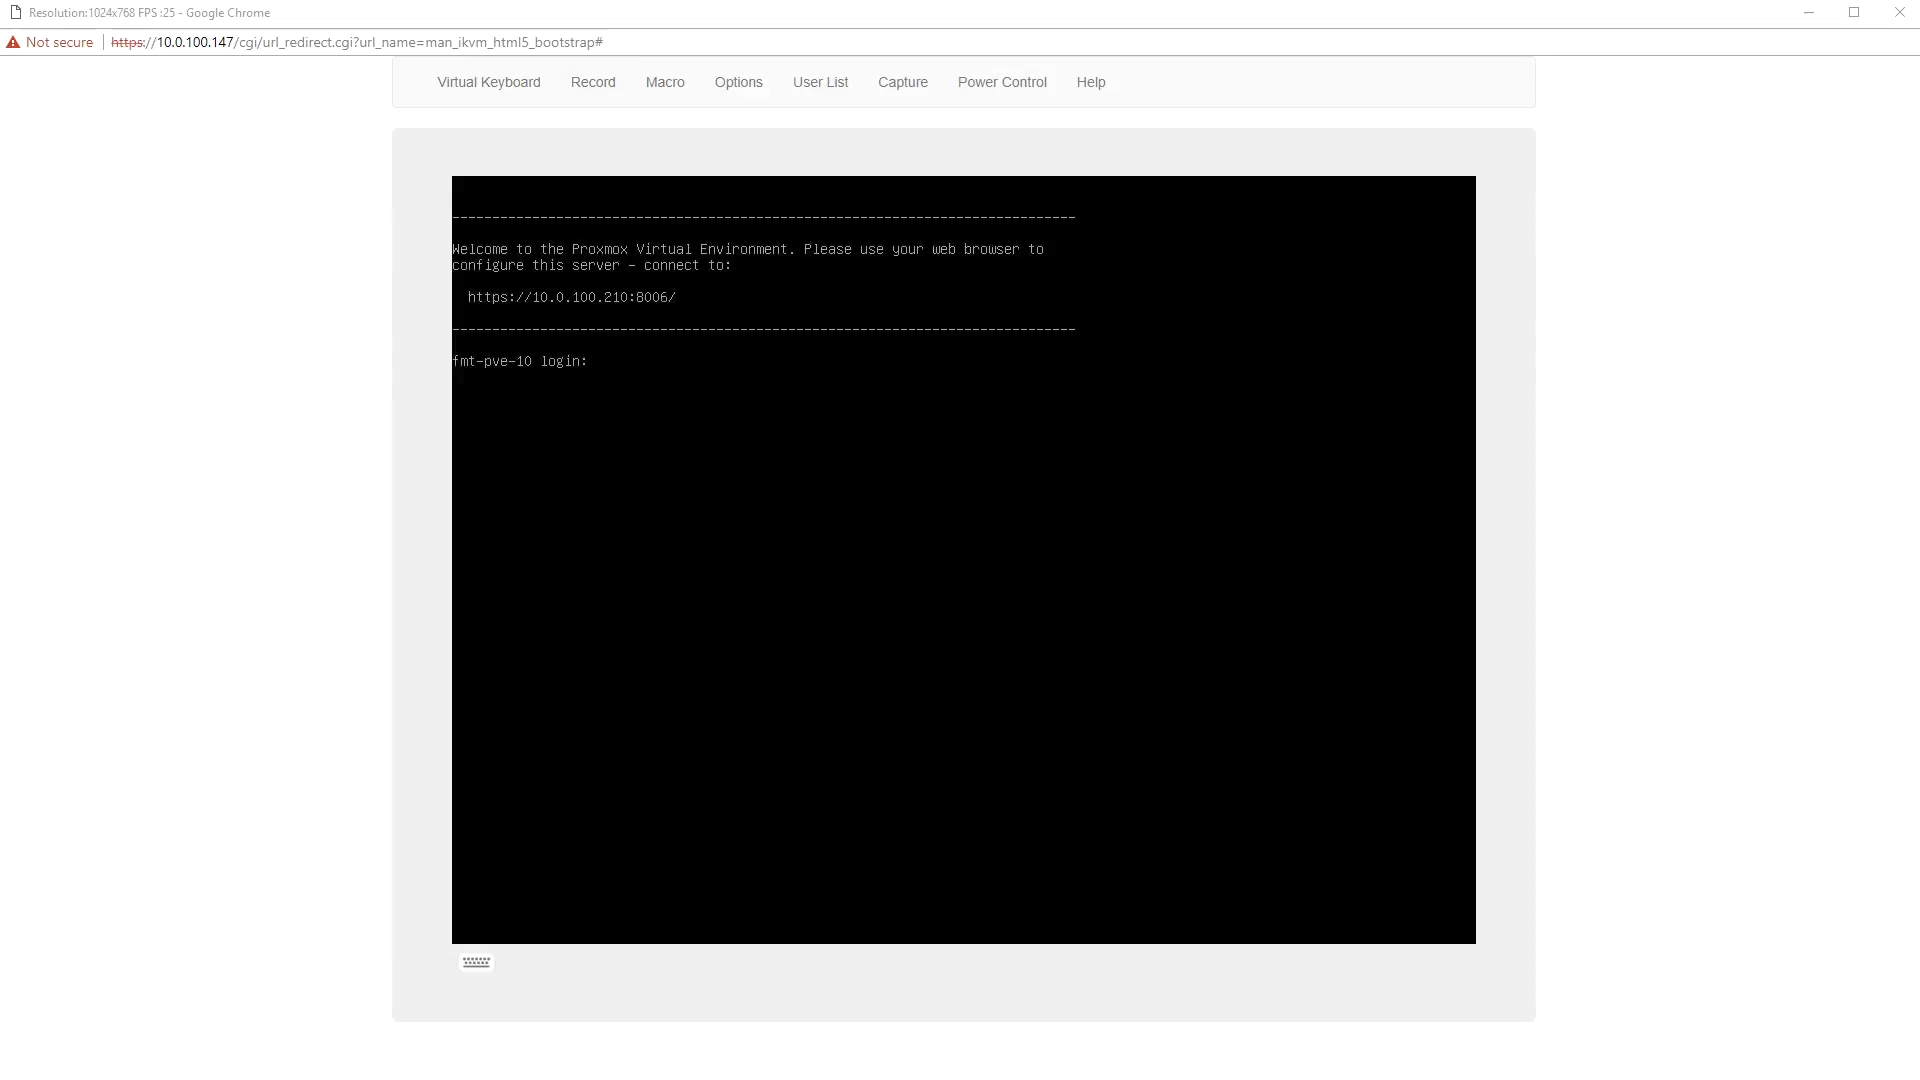 Resolution:1024x768 FPS :25 - Google Chrome
Not secure https://10.0.100.147/cgi/url_redirect.cgi?url_name=man_ikvm_html5_bootstrap#
Virtual Keyboard Record Macro Options User List Capture Power Control Help
--------------------------------------------------------------------------------
Welcome to the Proxmox Virtual Environment. Please use your web browser to
configure this server - connect to:
https://10.0.100.210:8006/
--------------------------------------------------------------------------------
fmt-pve-10 login: